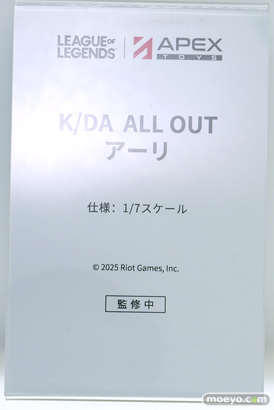 LEAGUE OF
LEGENDS
APEX
TOYS
K/DA ALL OUT
アーリ
仕様：1/7スケール
© 2025 Riot Games, Inc.
監修中
moeyo.com